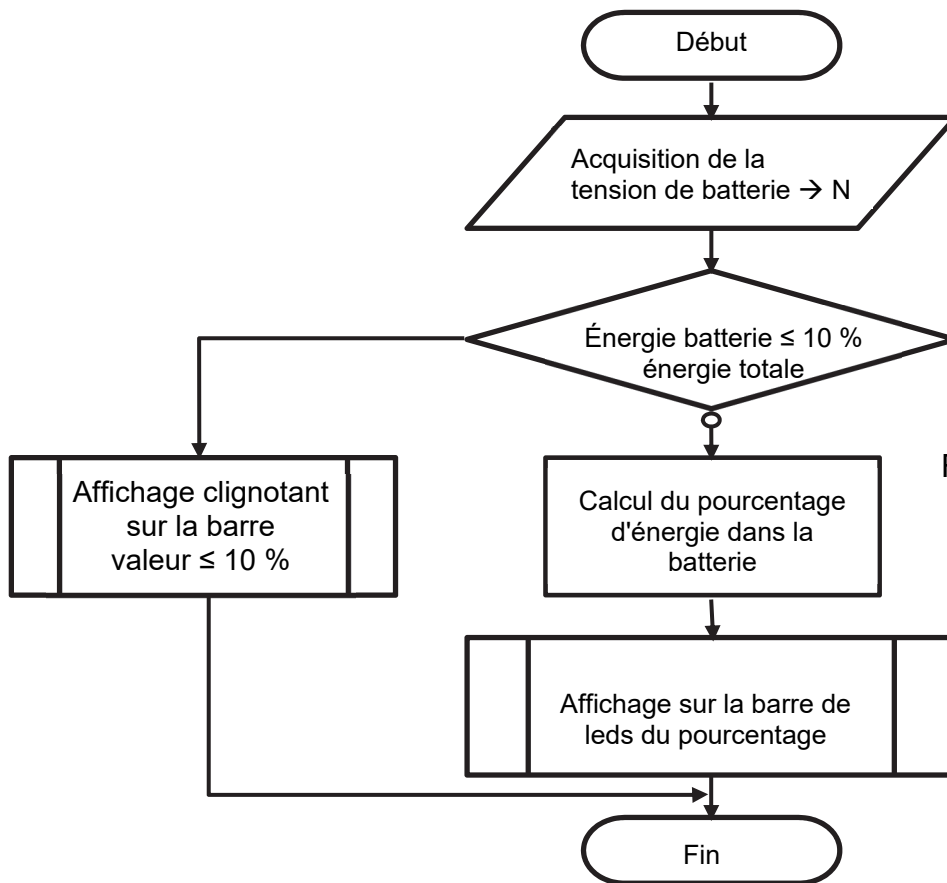 Début
Acquisition de la
tension de batterie → N
Énergie batterie ≤ 10 %
énergie totale
Affichage clignotant
sur la barre
valeur ≤ 10 %
Calcul du pourcentage
d'énergie dans la
batterie
Affichage sur la barre de
leds du pourcentage
Fin